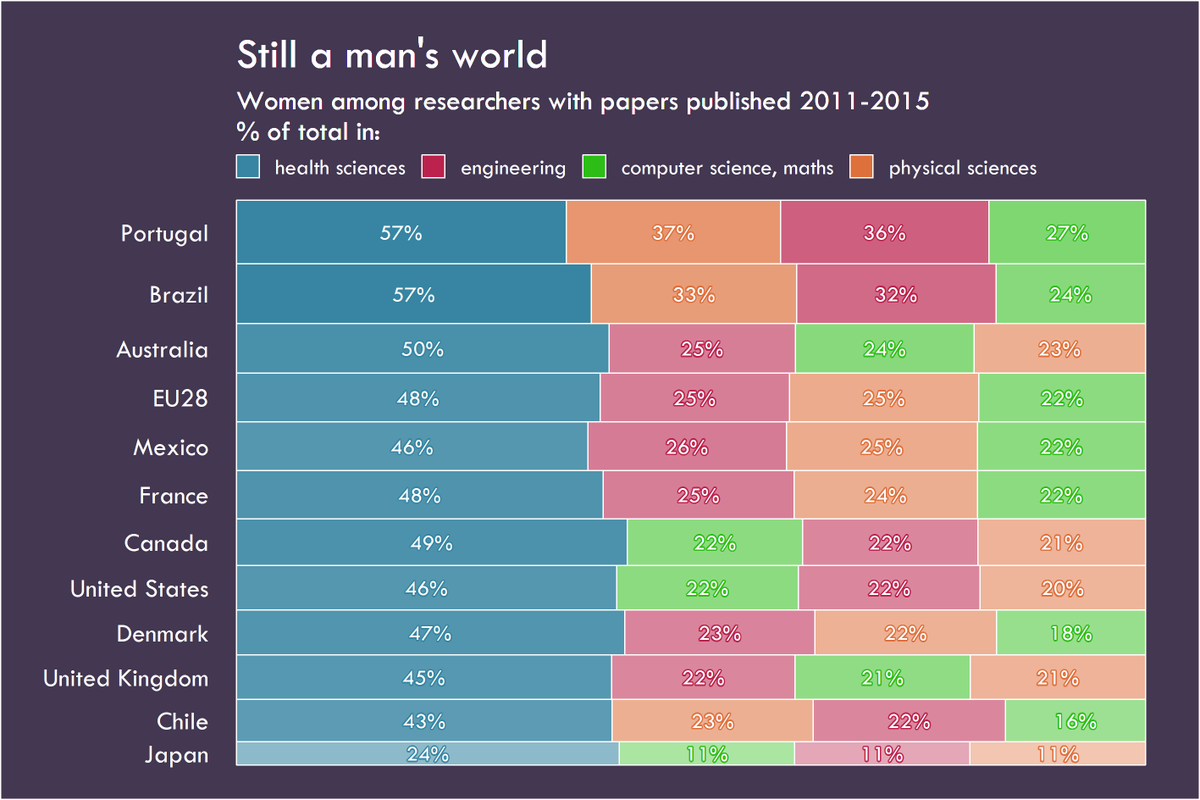 Still a man's world
Women among researchers with papers published 2011-2015
% of total in:
health sciences engineering computer science, maths physical sciences
Portugal 57% 37% 36% 27%
Brazil 57% 33% 32% 24%
Australia 50% 25% 24% 23%
EU28 48% 25% 25% 22%
Mexico 46% 26% 25% 22%
France 48% 25% 24% 22%
Canada 49% 22% 22% 21%
United States 46% 22% 22% 20%
Denmark 47% 23% 22% 18%
United Kingdom 45% 22% 21% 21%
Chile 43% 23% 22% 16%
Japan 24% 11% 11% 11%